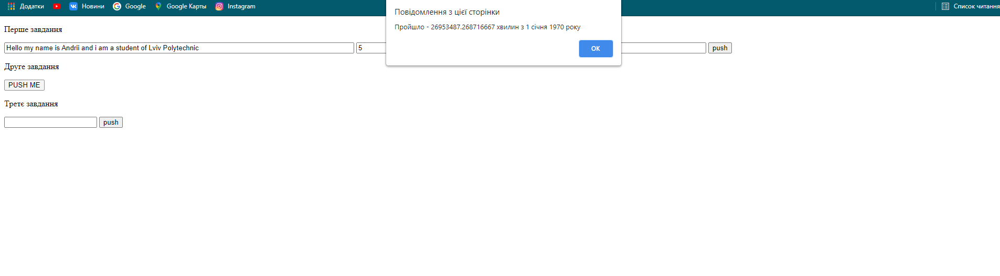 Додатки Новини Google Google Карты Instagram Список читання
Повідомлення з цієї сторінки
Пройшло - 26953487.268716667 хвилин з 1 січня 1970 року
OK
Перше завдання
Hello my name is Andrii and i am a student of Lviv Polytechnic 5 push
Друге завдання
PUSH ME
Третє завдання
push